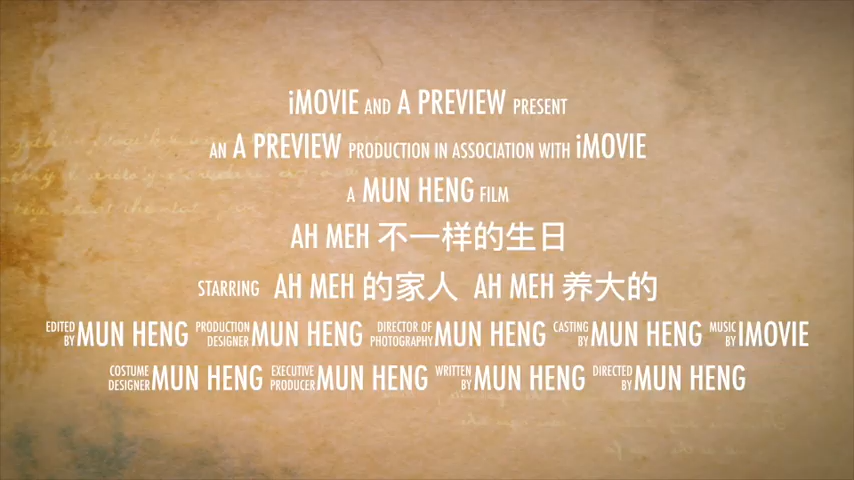 iMOVIE AND A PREVIEW PRESENT
AN A PREVIEW PRODUCTION IN ASSOCIATION WITH iMOVIE
A MUN HENG FILM
AH MEH 不一样的生日
STARRING AH MEH 的家人 AH MEH 养大的
EDITED BY MUN HENG PRODUCTION DESIGNER MUN HENG DIRECTOR OF PHOTOGRAPHY MUN HENG CASTING BY MUN HENG MUSIC BY IMOVIE
COSTUME DESIGNER MUN HENG EXECUTIVE PRODUCER MUN HENG WRITTEN BY MUN HENG DIRECTED BY MUN HENG